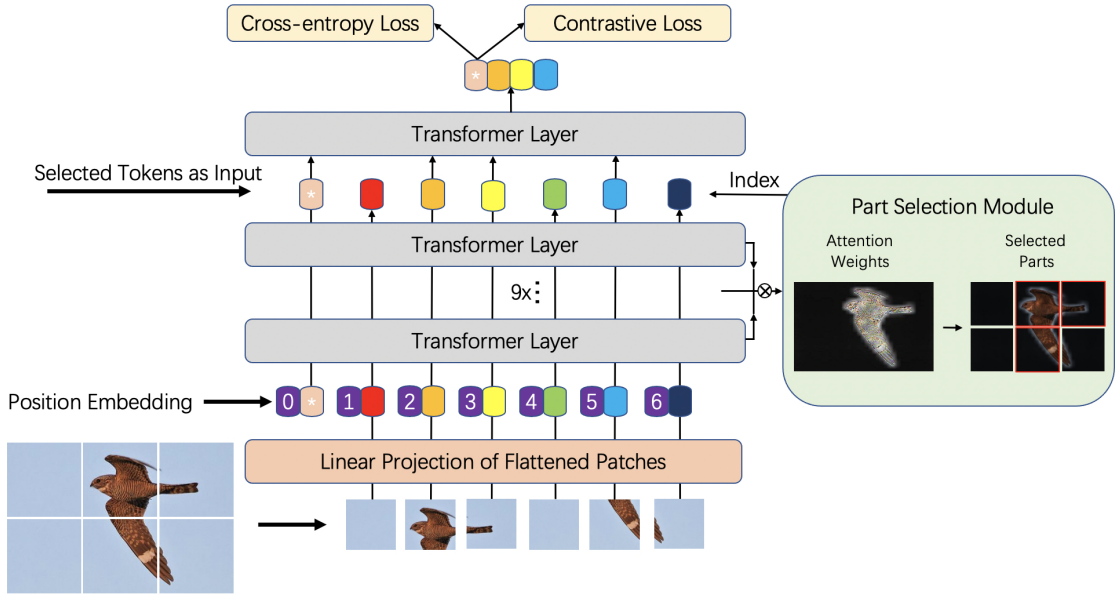 Cross-entropy Loss
Contrastive Loss
*
Transformer Layer
Selected Tokens as Input
*
Index
Part Selection Module
Transformer Layer
Attention
Weights
Selected
Parts
9x
Transformer Layer
Position Embedding
0 * 1 2 3 4 5 6
Linear Projection of Flattened Patches